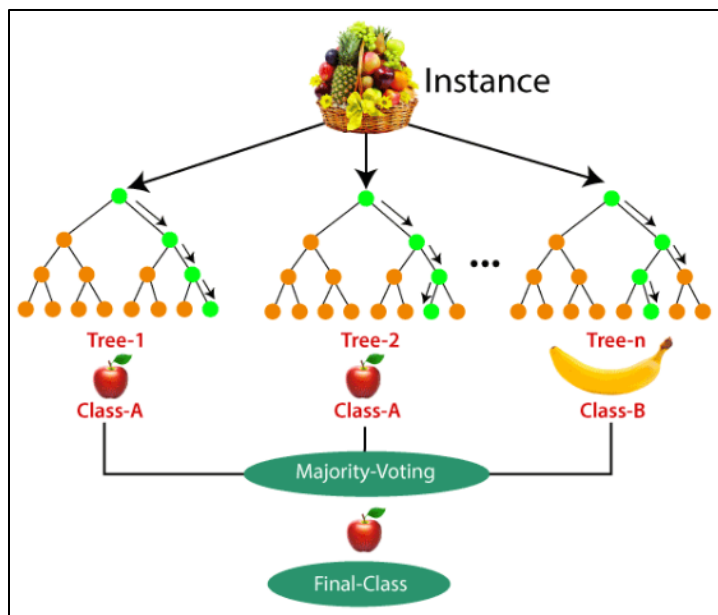 Instance
...
Tree-1
Tree-2
Tree-n
Class-A
Class-A
Class-B
Majority-Voting
Final-Class